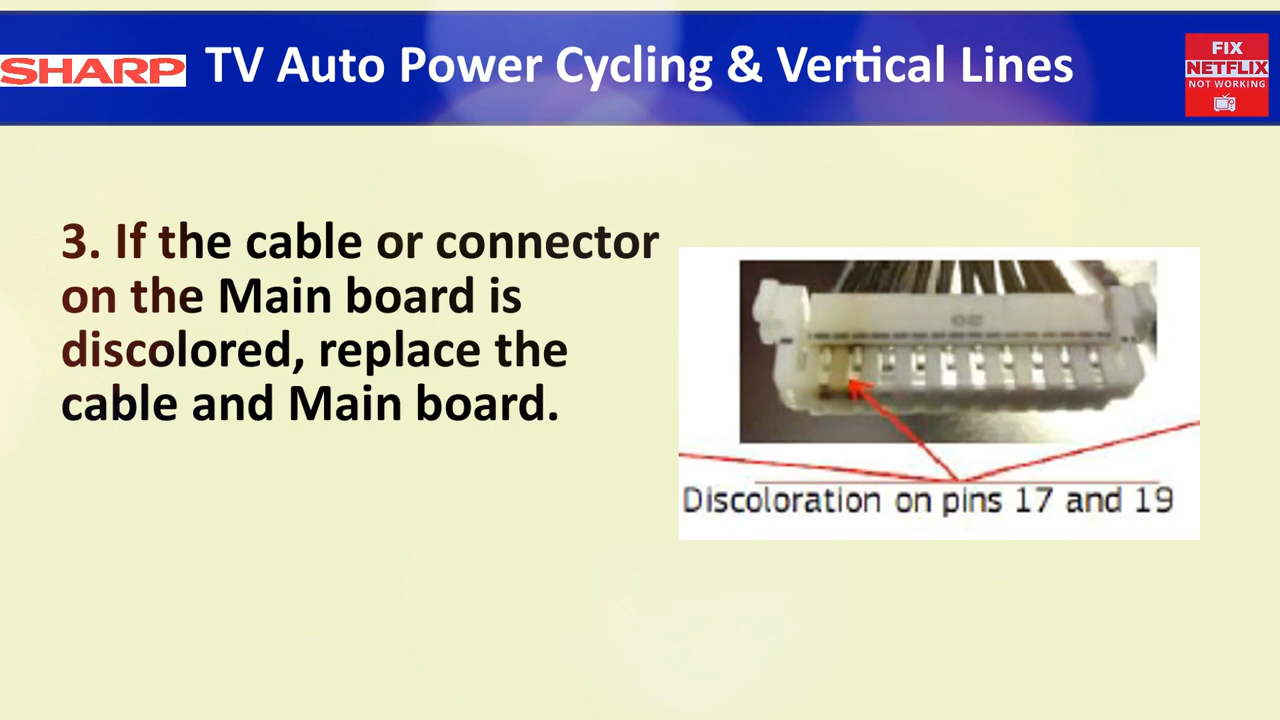 SHARP
TV Auto Power Cycling & Vertical Lines
FIX
NETFLIX
NOT WORKING
3. If the cable or connector
on the Main board is
discolored, replace the
cable and Main board.
Discoloration on pins 17 and 19